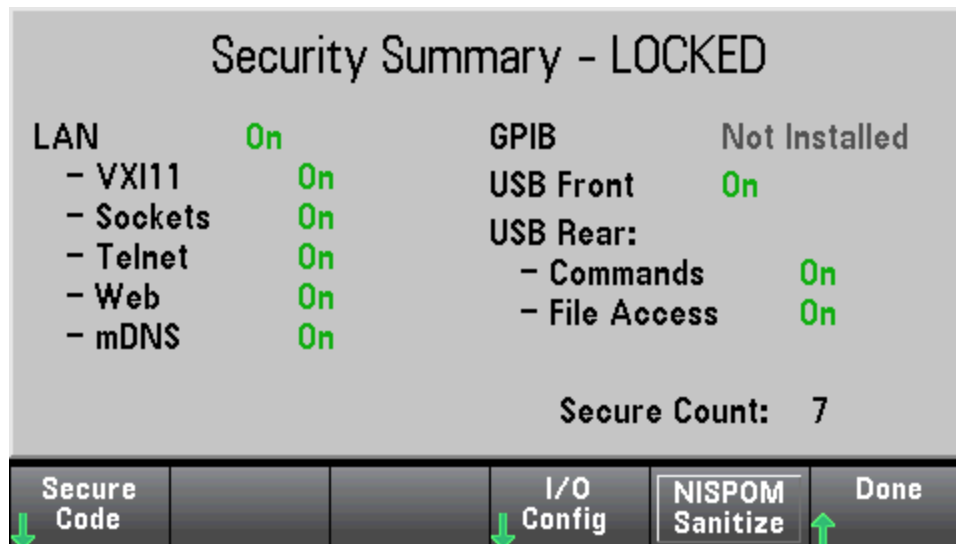 Security Summary - LOCKED
LAN On
- VXI11 On
- Sockets On
- Telnet On
- Web On
- mDNS On
GPIB Not Installed
USB Front On
USB Rear:
- Commands On
- File Access On
Secure Count: 7
Secure
Code
I/O
Config
NISPOM
Sanitize
Done